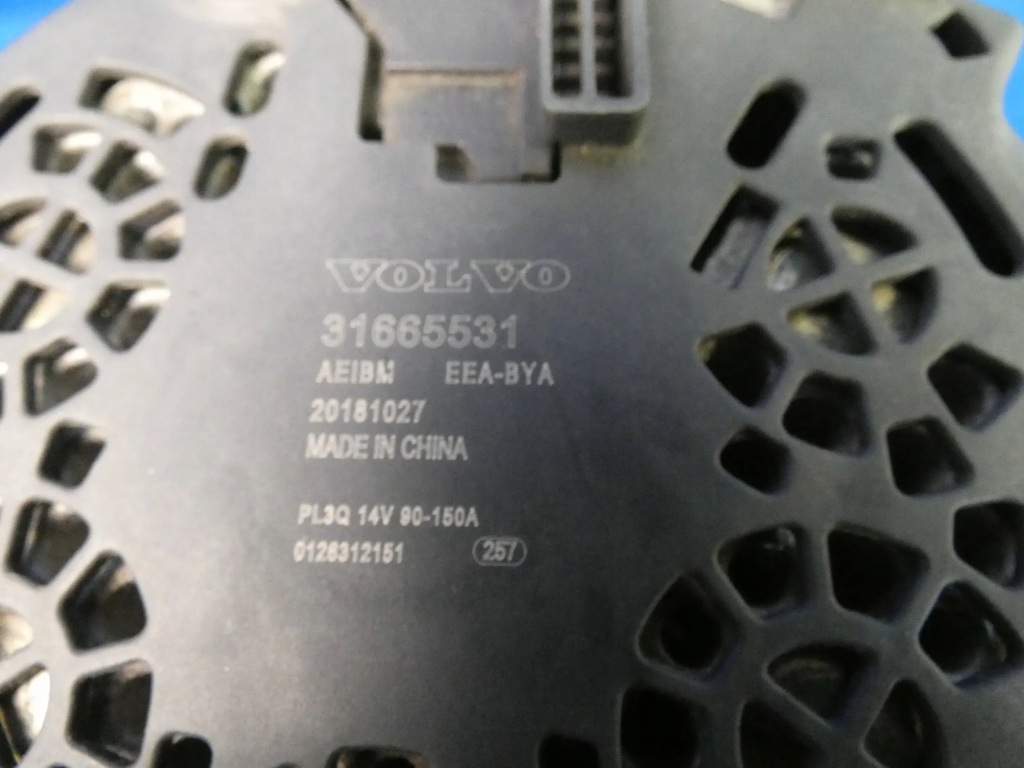 VOLVO
31665531
AEIBM EEA-BYA
20181027
MADE IN CHINA
PL3Q 14V 90-150A
0126312151 257